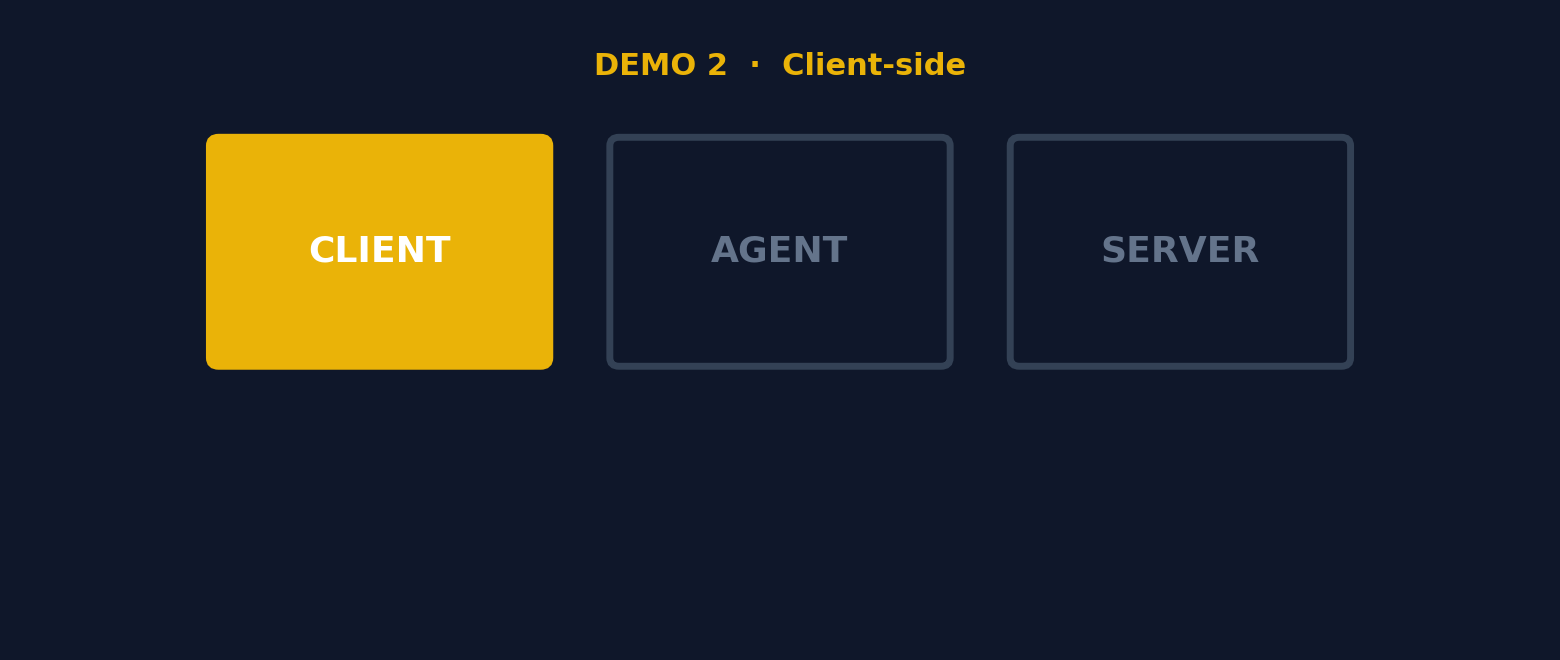 DEMO 2 · Client-side
CLIENT
AGENT
SERVER